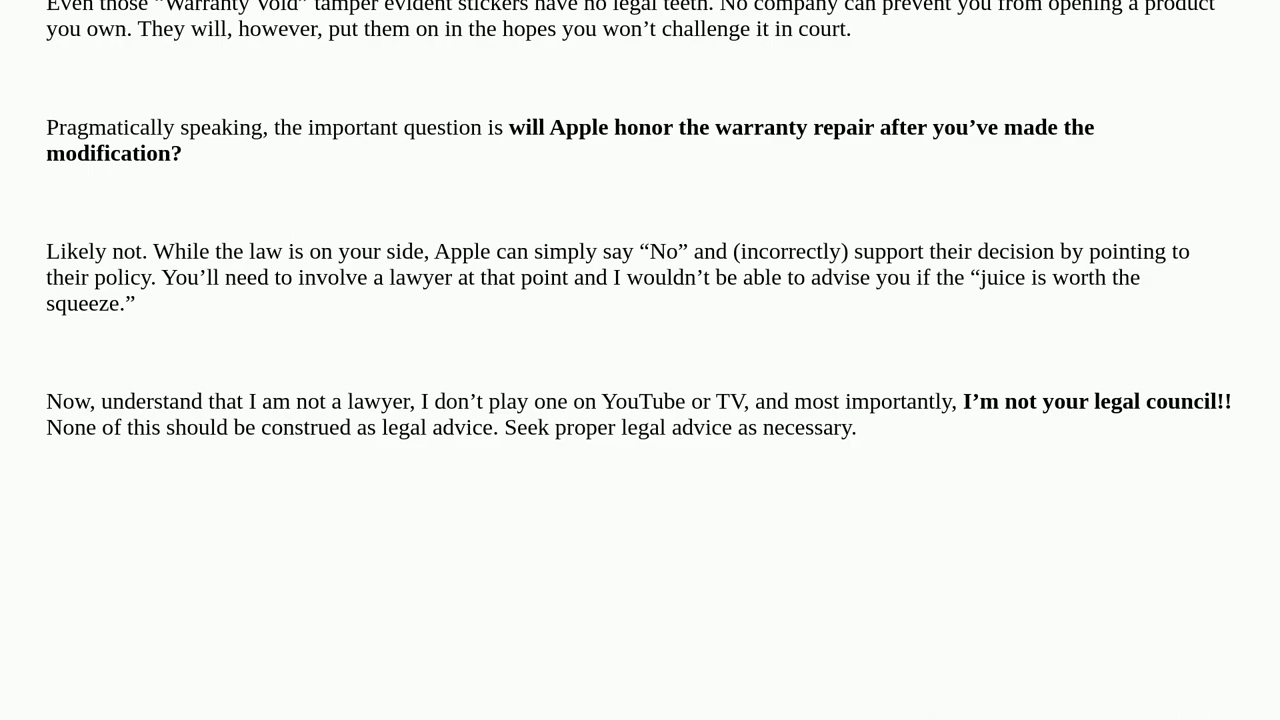 Even those “Warranty Void” tamper evident stickers have no legal teeth. No company can prevent you from opening a product
you own. They will, however, put them on in the hopes you won’t challenge it in court.
Pragmatically speaking, the important question is will Apple honor the warranty repair after you’ve made the
modification?
Likely not. While the law is on your side, Apple can simply say “No” and (incorrectly) support their decision by pointing to
their policy. You’ll need to involve a lawyer at that point and I wouldn’t be able to advise you if the “juice is worth the
squeeze.”
Now, understand that I am not a lawyer, I don’t play one on YouTube or TV, and most importantly, I’m not your legal council!!
None of this should be construed as legal advice. Seek proper legal advice as necessary.